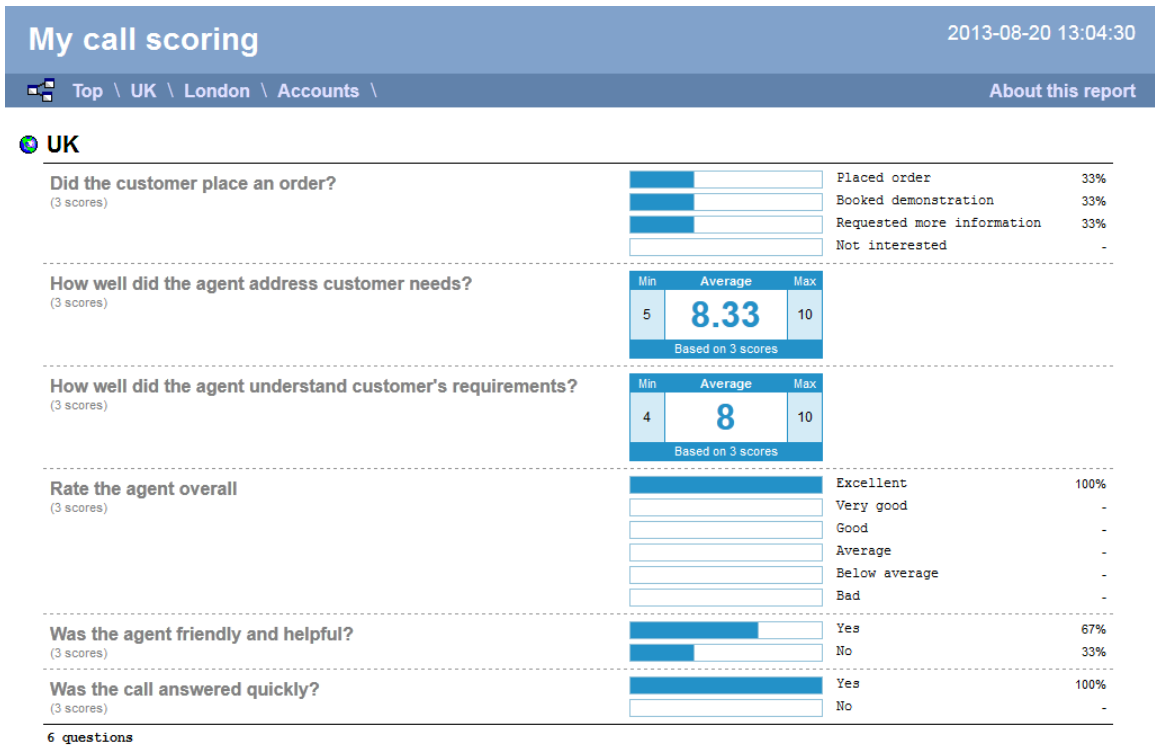 My call scoring 2013-08-20 13:04:30
Top \ UK \ London \ Accounts \ About this report
UK
Did the customer place an order?
(3 scores)
Placed order 33%
Booked demonstration 33%
Requested more information 33%
Not interested -
How well did the agent address customer needs?
(3 scores)
Min Average Max
5 8.33 10
Based on 3 scores
How well did the agent understand customer's requirements?
(3 scores)
Min Average Max
4 8 10
Based on 3 scores
Rate the agent overall
(3 scores)
Excellent 100%
Very good -
Good -
Average -
Below average -
Bad -
Was the agent friendly and helpful?
(3 scores)
Yes 67%
No 33%
Was the call answered quickly?
(3 scores)
Yes 100%
No -
6 questions